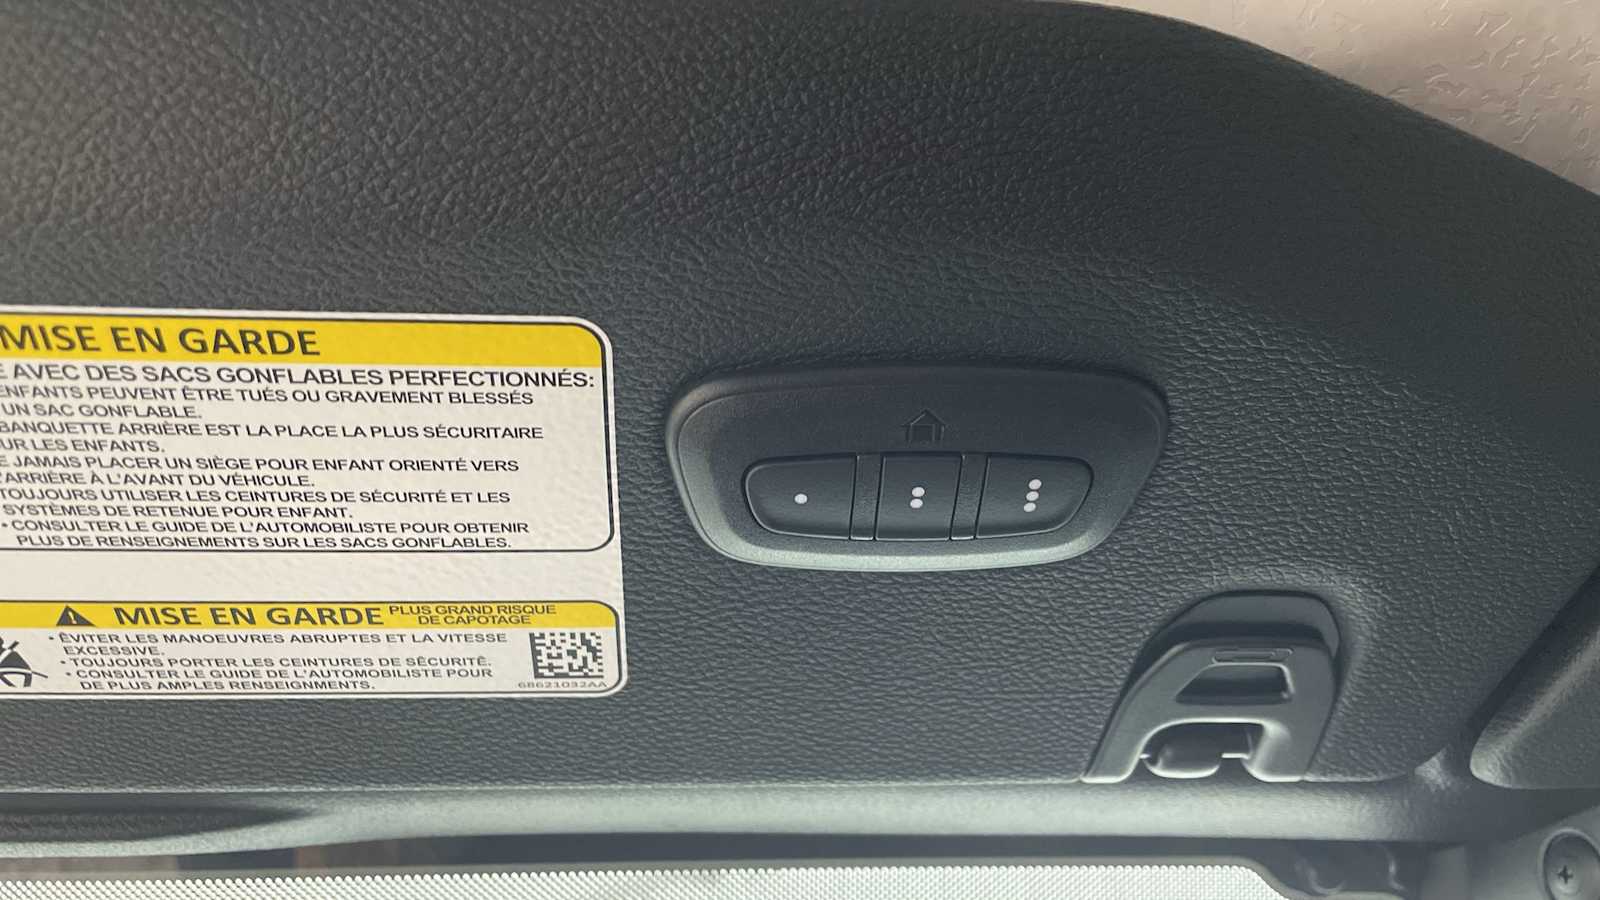 MISE EN GARDE
AVEC DES SACS GONFLABLES PERFECTIONNÉS:
ENFANTS PEUVENT ÊTRE TUÉS OU GRAVEMENT BLESSÉS
UN SAC GONFLABLE.
BANQUETTE ARRIÈRE EST LA PLACE LA PLUS SÉCURITAIRE
UR LES ENFANTS.
E JAMAIS PLACER UN SIÈGE POUR ENFANT ORIENTÉ VERS
L'ARRIÈRE À L'AVANT DU VÉHICULE.
TOUJOURS UTILISER LES CEINTURES DE SÉCURITÉ ET LES
SYSTÈMES DE RETENUE POUR ENFANT.
• CONSULTER LE GUIDE DE L'AUTOMOBILISTE POUR OBTENIR
PLUS DE RENSEIGNEMENTS SUR LES SACS GONFLABLES.
MISE EN GARDE PLUS GRAND RISQUE
DE CAPOTAGE
• ÉVITER LES MANOEUVRES ABRUPTES ET LA VITESSE
EXCESSIVE.
• TOUJOURS PORTER LES CEINTURES DE SÉCURITÉ.
• CONSULTER LE GUIDE DE L'AUTOMOBILISTE POUR
DE PLUS AMPLES RENSEIGNMENTS.
68621032AA